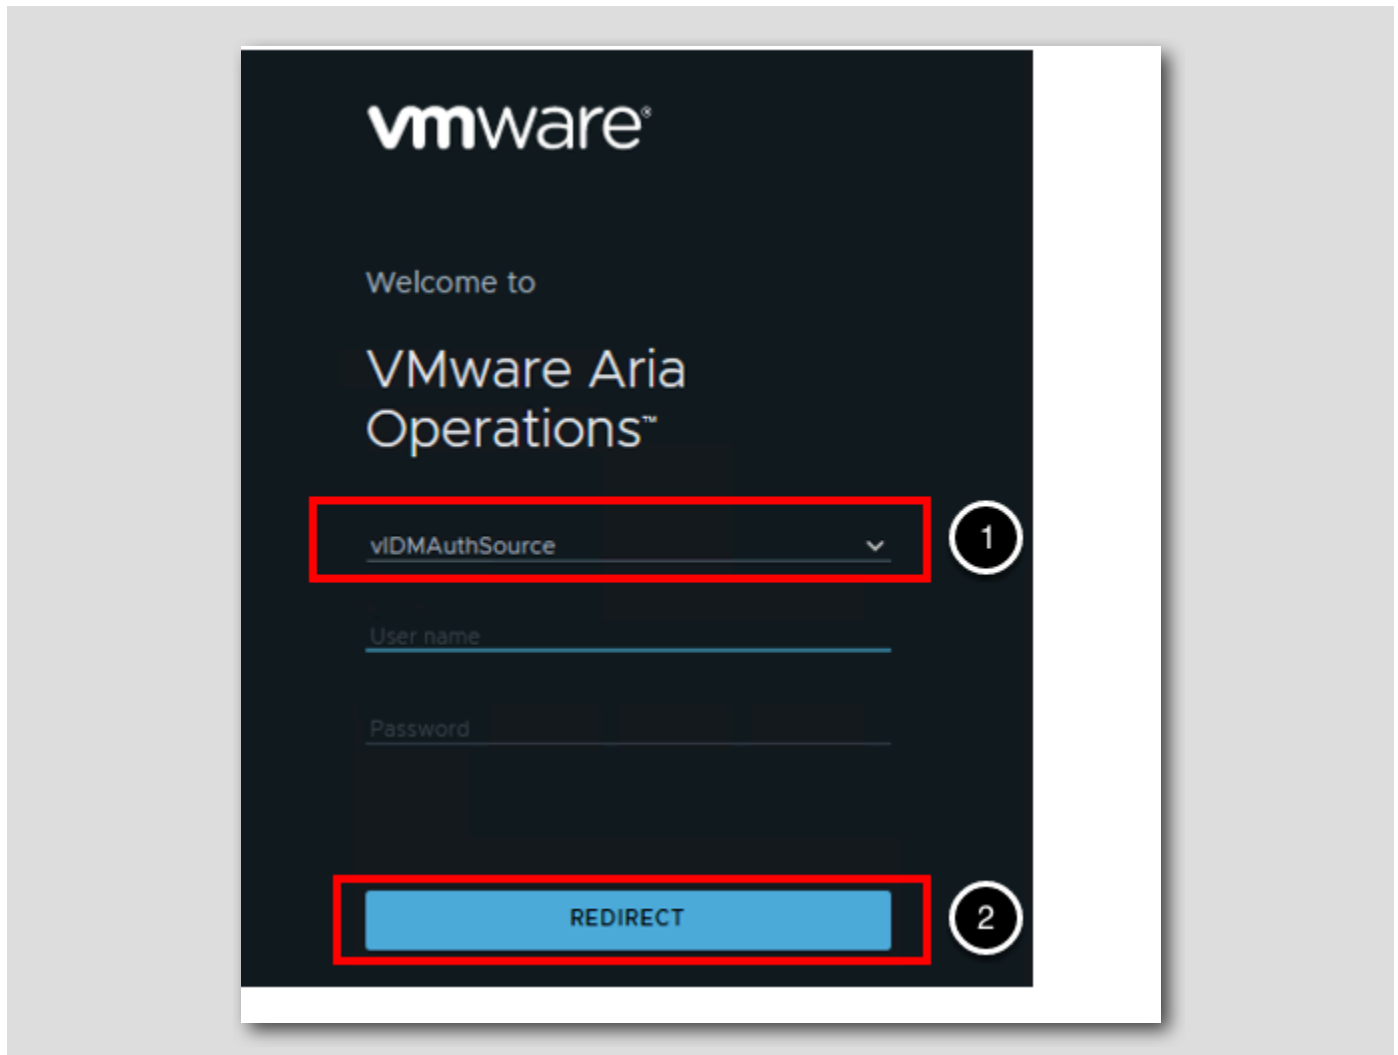 vmware®
Welcome to
VMware Aria
Operations™
vIDMAuthSource
1
User name
Password
REDIRECT
2